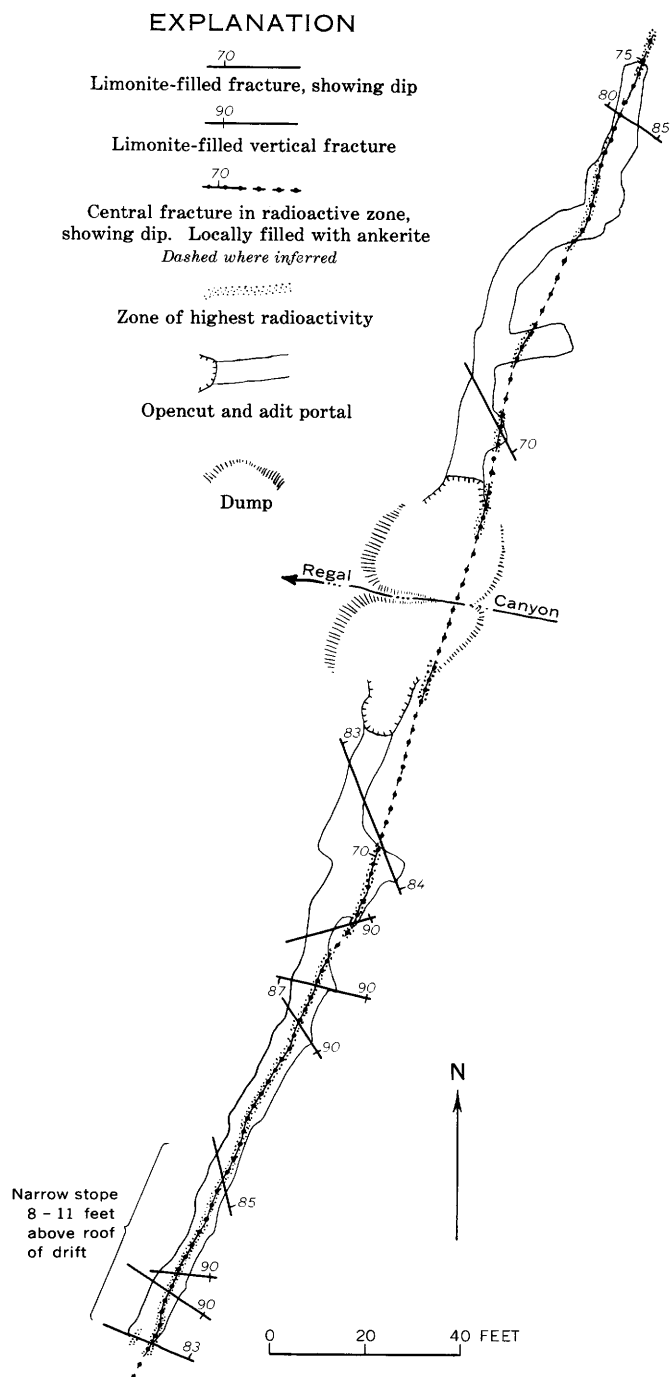 EXPLANATION
70
Limonite-filled fracture, showing dip
90
Limonite-filled vertical fracture
70
Central fracture in radioactive zone,
showing dip. Locally filled with ankerite
Dashed where inferred
Zone of highest radioactivity
Opencut and adit portal
Dump
75
80
85
70
Regal Canyon
83
70
84
90
87
90
90
N
85
Narrow stope
8 – 11 feet
above roof
of drift
90
90
83
0 20 40 FEET